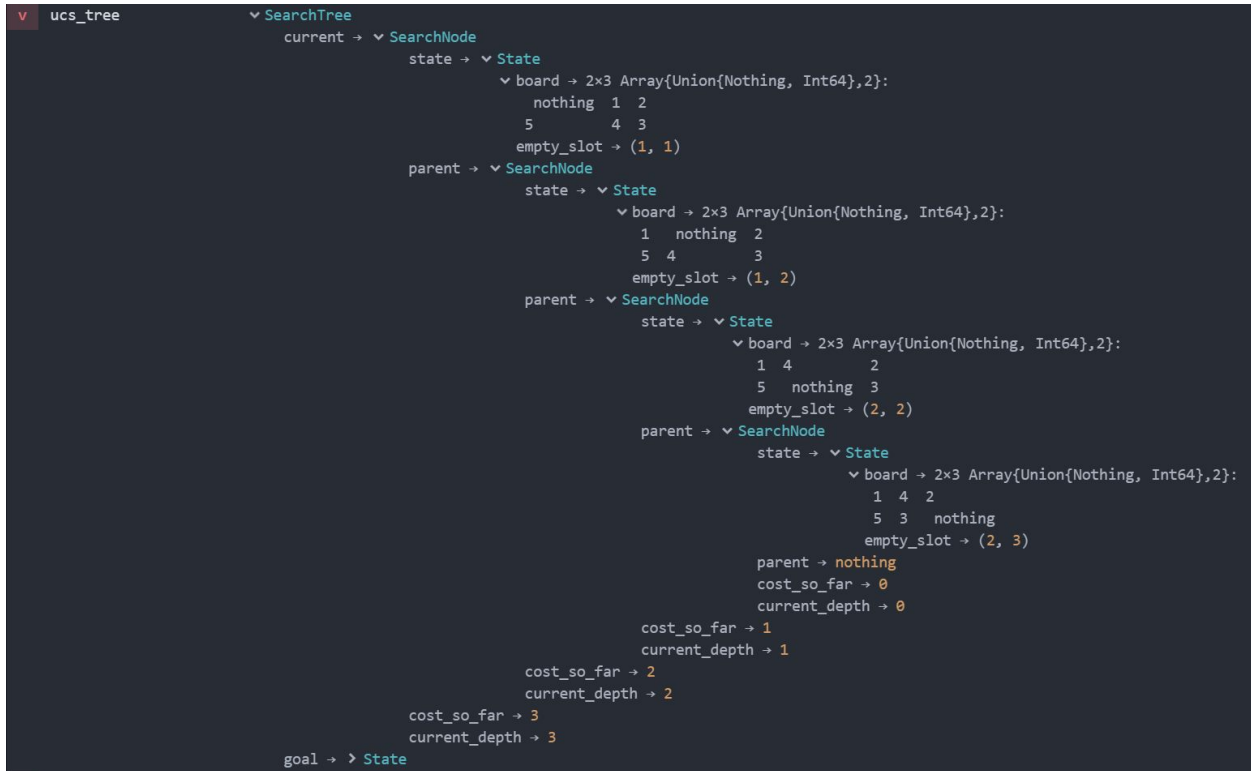 v ucs_tree ⌄ SearchTree
current → ⌄ SearchNode
state → ⌄ State
⌄ board → 2×3 Array{Union{Nothing, Int64},2}:
nothing 1 2
5 4 3
empty_slot → (1, 1)
parent → ⌄ SearchNode
state → ⌄ State
⌄ board → 2×3 Array{Union{Nothing, Int64},2}:
1 nothing 2
5 4 3
empty_slot → (1, 2)
parent → ⌄ SearchNode
state → ⌄ State
⌄ board → 2×3 Array{Union{Nothing, Int64},2}:
1 4 2
5 nothing 3
empty_slot → (2, 2)
parent → ⌄ SearchNode
state → ⌄ State
⌄ board → 2×3 Array{Union{Nothing, Int64},2}:
1 4 2
5 3 nothing
empty_slot → (2, 3)
parent → nothing
cost_so_far → 0
current_depth → 0
cost_so_far → 1
current_depth → 1
cost_so_far → 2
current_depth → 2
cost_so_far → 3
current_depth → 3
goal → > State